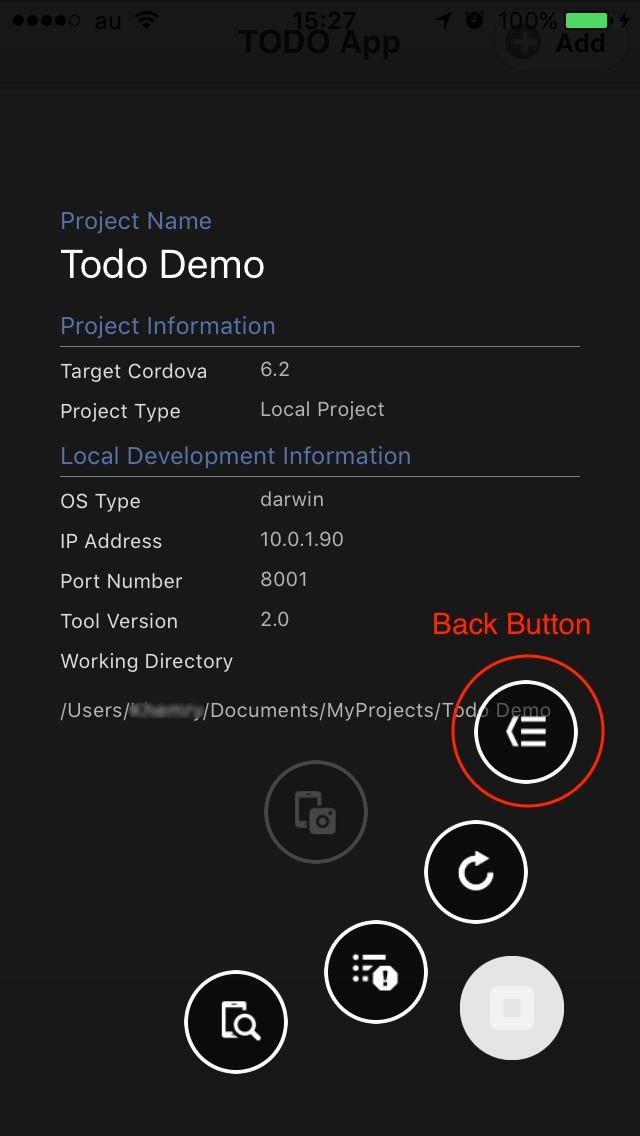 au 15:27 100%
TODO App Add
Project Name
Todo Demo
Project Information
Target Cordova 6.2
Project Type Local Project
Local Development Information
OS Type darwin
IP Address 10.0.1.90
Port Number 8001
Tool Version 2.0
Back Button
Working Directory
/Users/ /Documents/MyProjects/Todo Demo